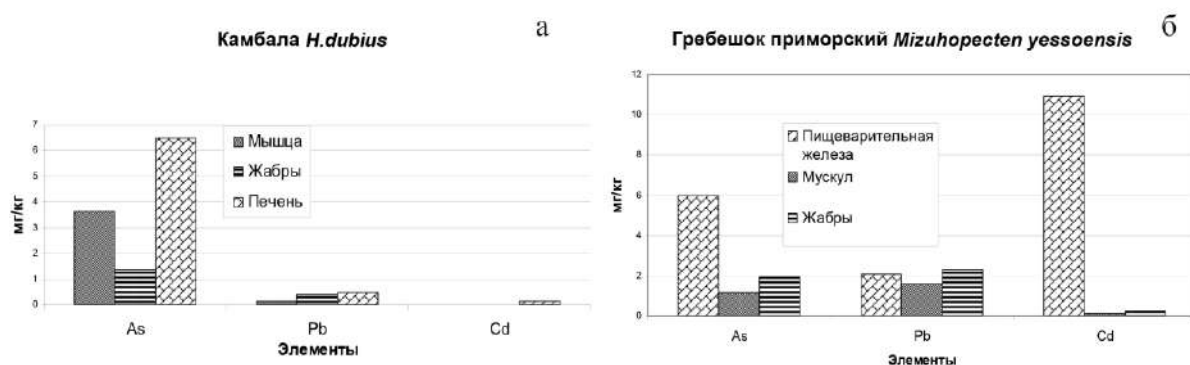 а
Камбала H.dubius
мг/кг
7
6
5
4
3
2
1
0
Мышца
Жабры
Печень
As Pb Cd
Элементы
б
Гребешок приморский Mizuhopecten yessoensis
мг/кг
12
10
8
6
4
2
0
Пищеварительная
железа
Мускул
Жабры
As Pb Cd
Элементы